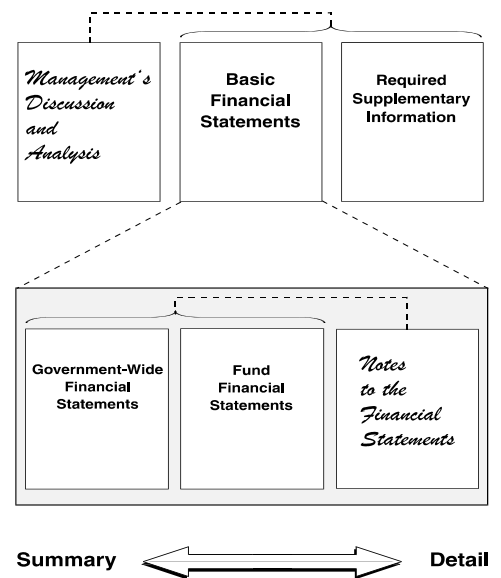 Management's
Discussion
and
Analysis
Basic
Financial
Statements
Required
Supplementary
Information
Government-Wide
Financial
Statements
Fund
Financial
Statements
Notes
to the
Financial
Statements
Summary
Detail